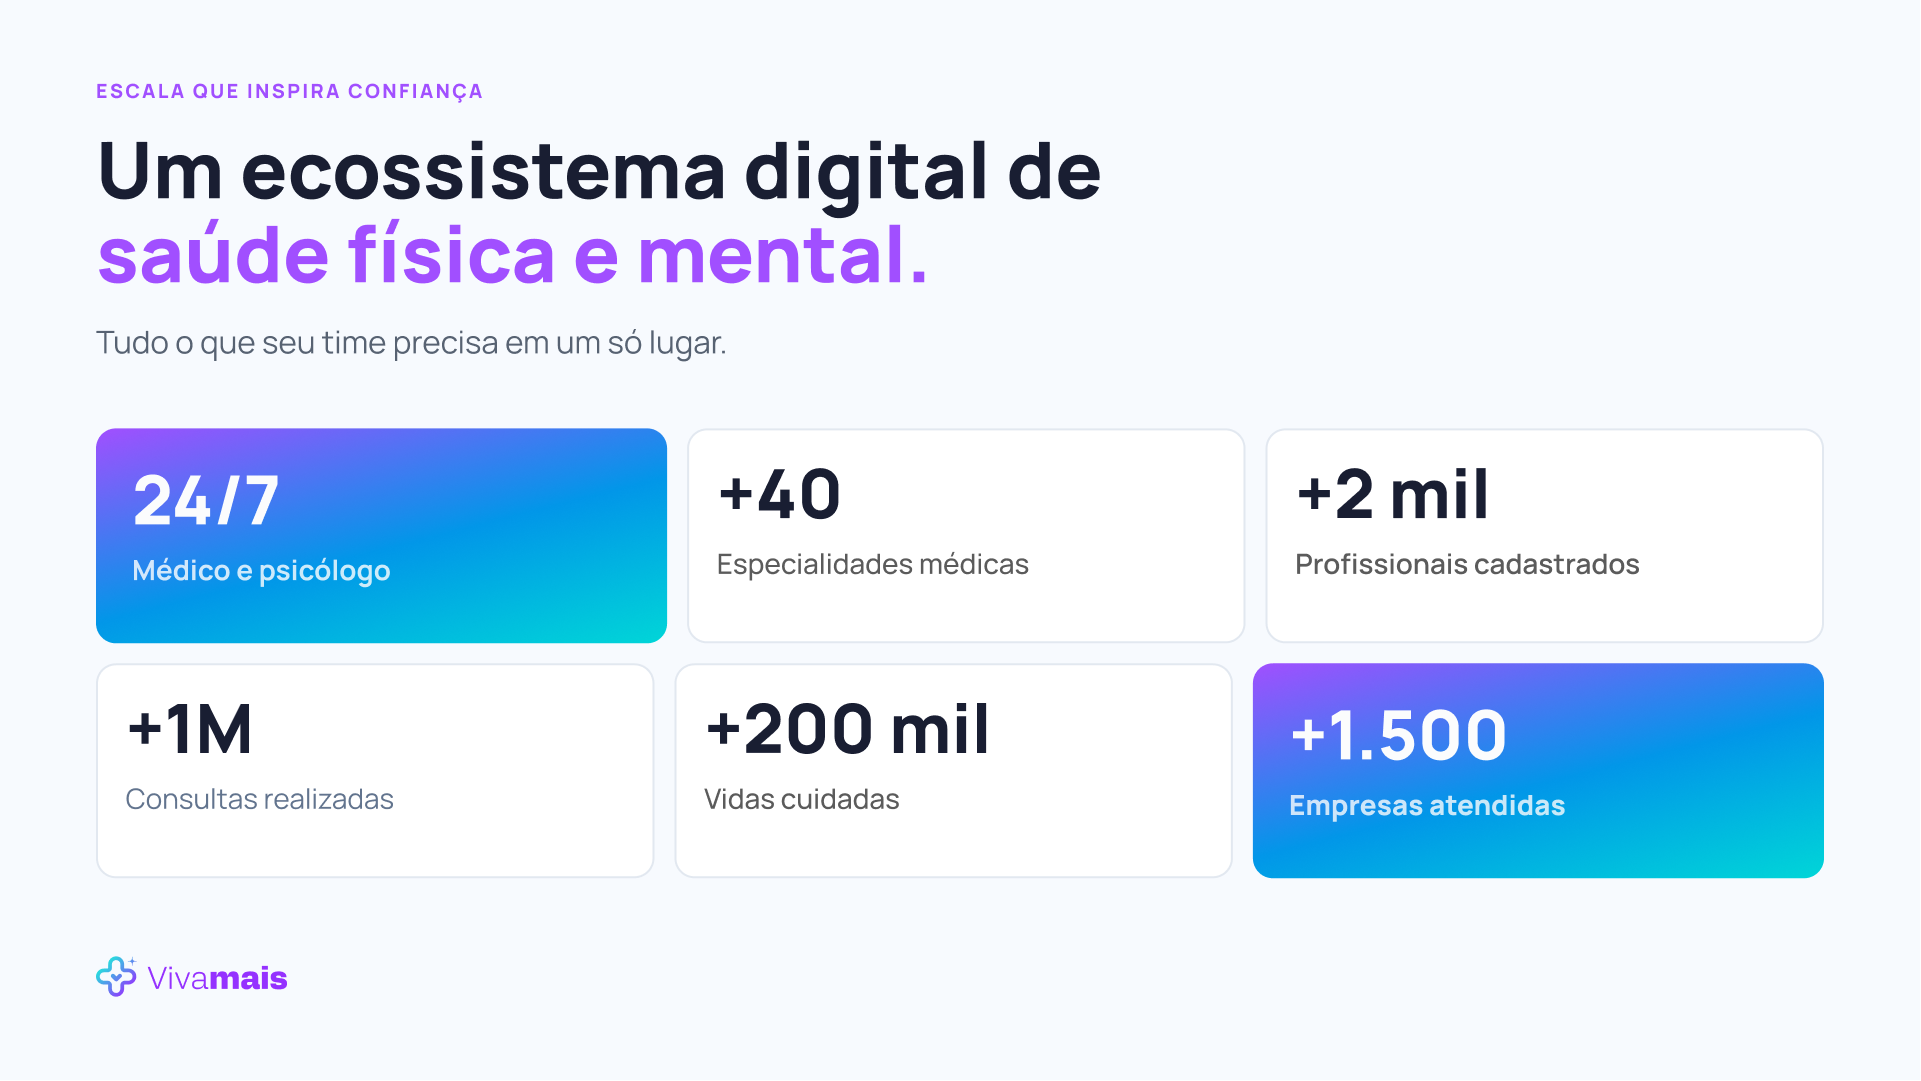 ESCALA QUE INSPIRA CONFIANÇA
Um ecossistema digital de
saúde física e mental.
Tudo o que seu time precisa em um só lugar.
24/7
Médico e psicólogo
+40
Especialidades médicas
+2 mil
Profissionais cadastrados
+1M
Consultas realizadas
+200 mil
Vidas cuidadas
+1.500
Empresas atendidas
Vivamais